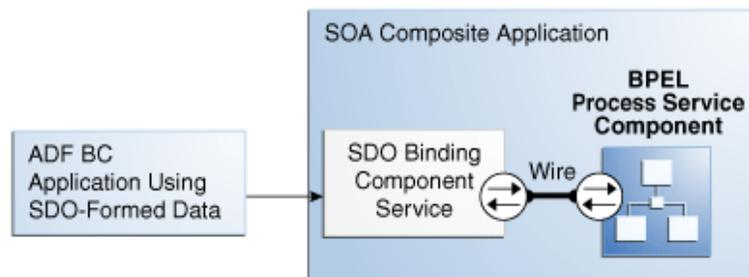 SOA Composite Application
BPEL
Process Service
Component
ADF BC
Application Using
SDO-Formed Data
SDO Binding
Component
Service
Wire